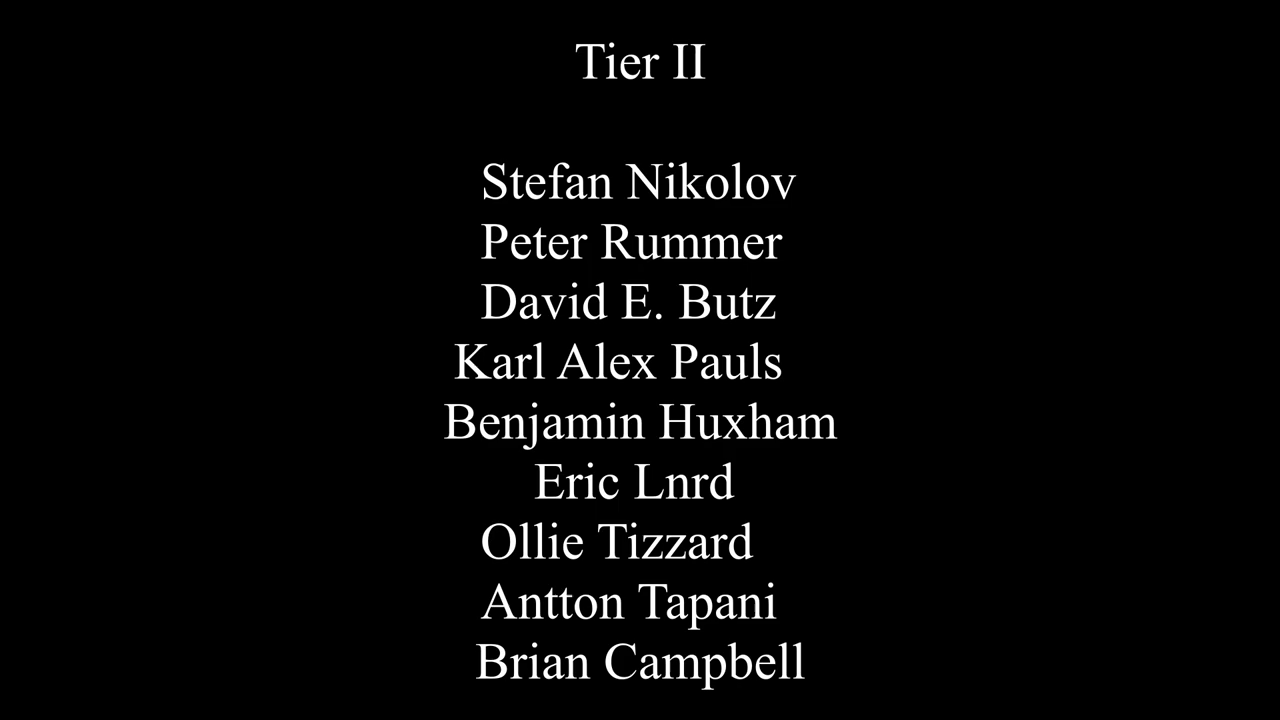 Tier II
Stefan Nikolov
Peter Rummer
David E. Butz
Karl Alex Pauls
Benjamin Huxham
Eric Lnrd
Ollie Tizzard
Antton Tapani
Brian Campbell